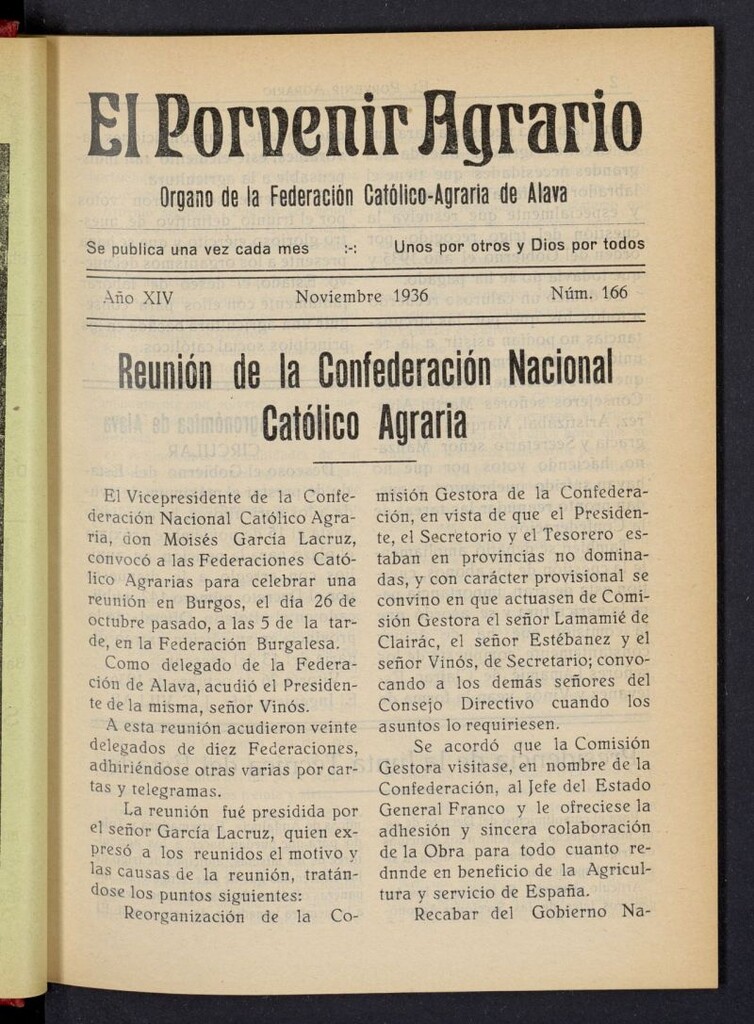 El Porvenir Agrario
Organo de la Federación Católico-Agraria de Alava
Se publica una vez cada mes :-: Unos por otros y Dios por todos
Año XIV Noviembre 1936 Núm. 166
Reunión de la Confederación Nacional
Católico Agraria
El Vicepresidente de la Confe-
deración Nacional Católico Agra-
ria, don Moisés García Lacruz,
convocó a las Federaciones Cató-
lico Agrarias para celebrar una
reunión en Burgos, el día 26 de
octubre pasado, a las 5 de la tar-
de, en la Federación Burgalesa.
Como delegado de la Federa-
ción de Alava, acudió el Presiden-
te de la misma, señor Vinós.
A esta reunión acudieron veinte
delegados de diez Federaciones,
adhiriéndose otras varias por car-
tas y telegramas.
La reunión fué presidida por
el señor García Lacruz, quien ex-
presó a los reunidos el motivo y
las causas de la reunión, tratán-
dose los puntos siguientes:
Reorganización de la Co-
misión Gestora de la Confedera-
ción, en vista de que el Presiden-
te, el Secretorio y el Tesorero es-
taban en provincias no domina-
das, y con carácter provisional se
convino en que actuasen de Comi-
sión Gestora el señor Lamamié de
Clairác, el señor Estébanez y el
señor Vinós, de Secretario; convo-
cando a los demás señores del
Consejo Directivo cuando los
asuntos lo requiriesen.
Se acordó que la Comisión
Gestora visitase, en nombre de la
Confederación, al Jefe del Estado
General Franco y le ofreciese la
adhesión y sincera colaboración
de la Obra para todo cuanto re-
dnnde en beneficio de la Agricul-
tura y servicio de España.
Recabar del Gobierno Na-